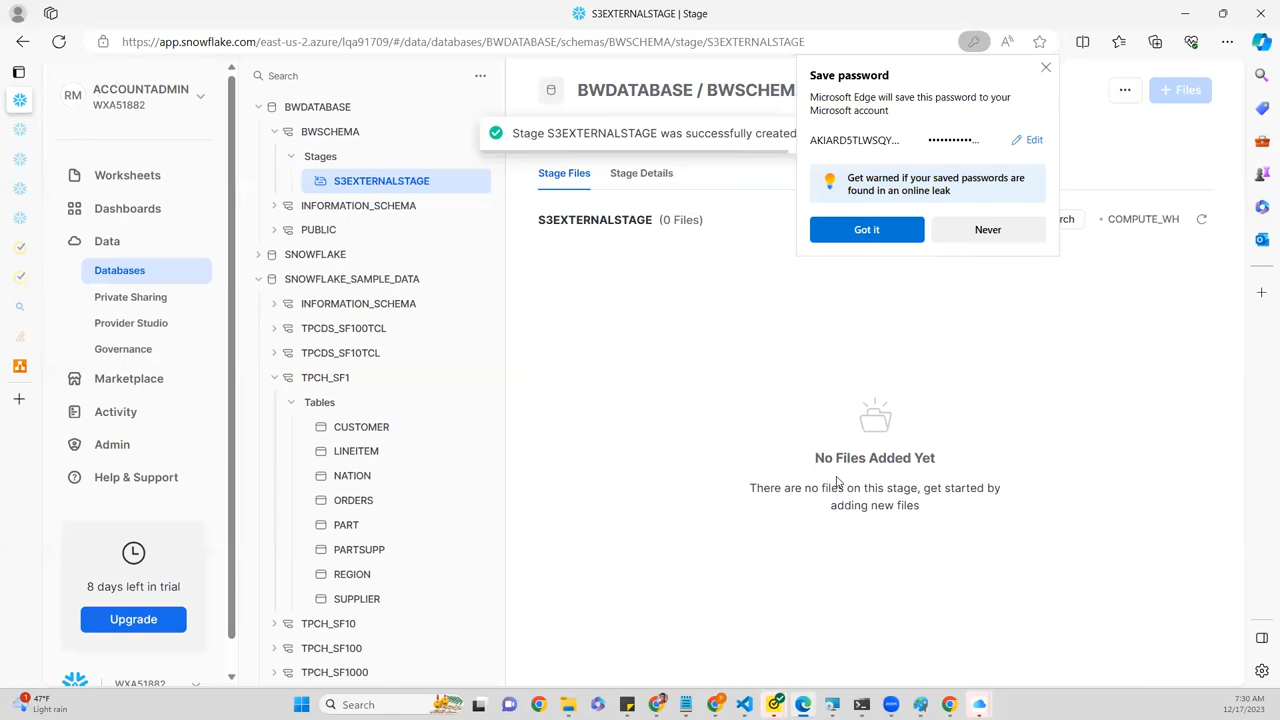 S3EXTERNALSTAGE | Stage
https://app.snowflake.com/east-us-2.azure/lqa91709/#/data/databases/BWDATABASE/schemas/BWSCHEMA/stage/S3EXTERNALSTAGE
RM
ACCOUNTADMIN
WXA51882
Worksheets
Dashboards
Data
Databases
Private Sharing
Provider Studio
Governance
Marketplace
Activity
Admin
Help & Support
8 days left in trial
Upgrade
WXA51882
Search
BWDATABASE
BWSCHEMA
Stages
S3EXTERNALSTAGE
INFORMATION_SCHEMA
PUBLIC
SNOWFLAKE
SNOWFLAKE_SAMPLE_DATA
INFORMATION_SCHEMA
TPCDS_SF100TCL
TPCDS_SF10TCL
TPCH_SF1
Tables
CUSTOMER
LINEITEM
NATION
ORDERS
PART
PARTSUPP
REGION
SUPPLIER
TPCH_SF10
TPCH_SF100
TPCH_SF1000
BWDATABASE / BWSCHEM
+ Files
Stage S3EXTERNALSTAGE was successfully created
Stage Files
Stage Details
S3EXTERNALSTAGE (0 Files)
rch
COMPUTE_WH
No Files Added Yet
There are no files on this stage, get started by
adding new files
Save password
Microsoft Edge will save this password to your
Microsoft account
AKIARD5TLWSQY...
•••••••••••...
Edit
Get warned if your saved passwords are
found in an online leak
Got it
Never
1
47°F
Light rain
Search
7:30 AM
12/17/2023